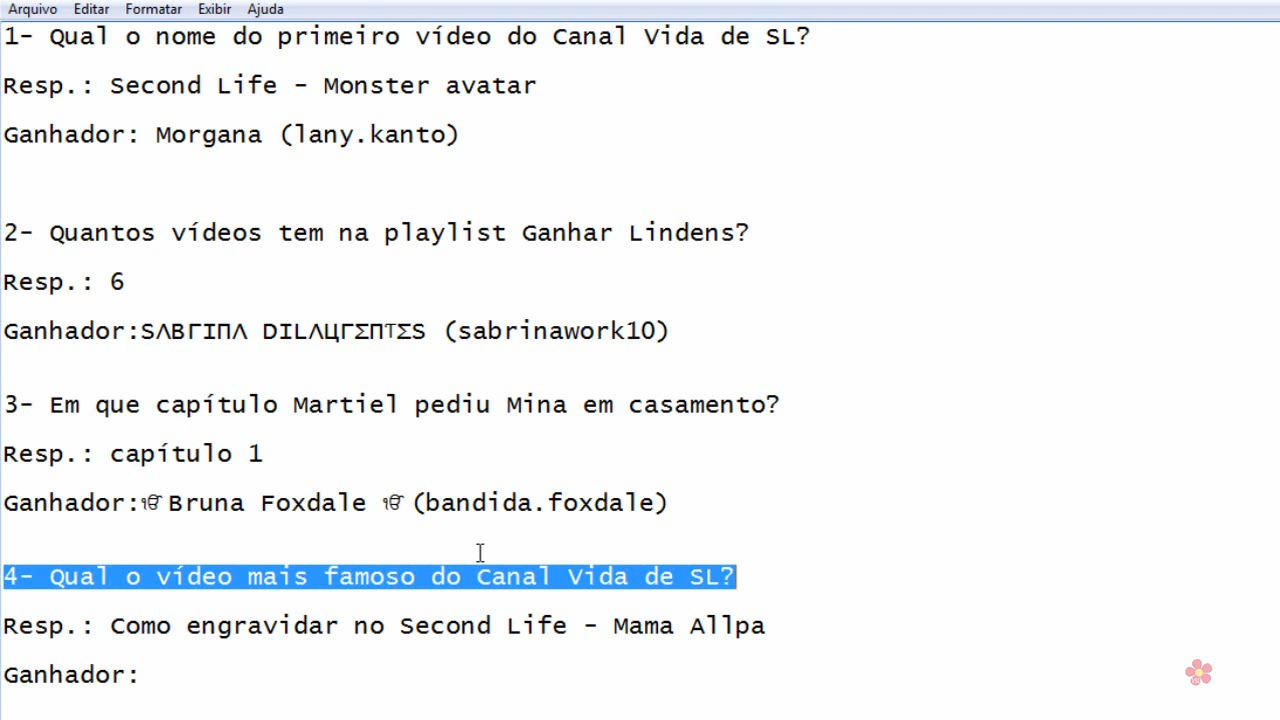 Arquivo Editar Formatar Exibir Ajuda
1- Qual o nome do primeiro vídeo do Canal Vida de SL?
Resp.: Second Life - Monster avatar
Ganhador: Morgana (lany.kanto)
2- Quantos vídeos tem na playlist Ganhar Lindens?
Resp.: 6
Ganhador:SΛBΓIПΛ DILΛЦΓΣПТΣS (sabrinawork10)
3- Em que capítulo Martiel pediu Mina em casamento?
Resp.: capítulo 1
Ganhador:ੴBruna Foxdale ੴ(bandida.foxdale)
4- Qual o vídeo mais famoso do Canal Vida de SL?
Resp.: Como engravidar no Second Life - Mama Allpa
Ganhador: